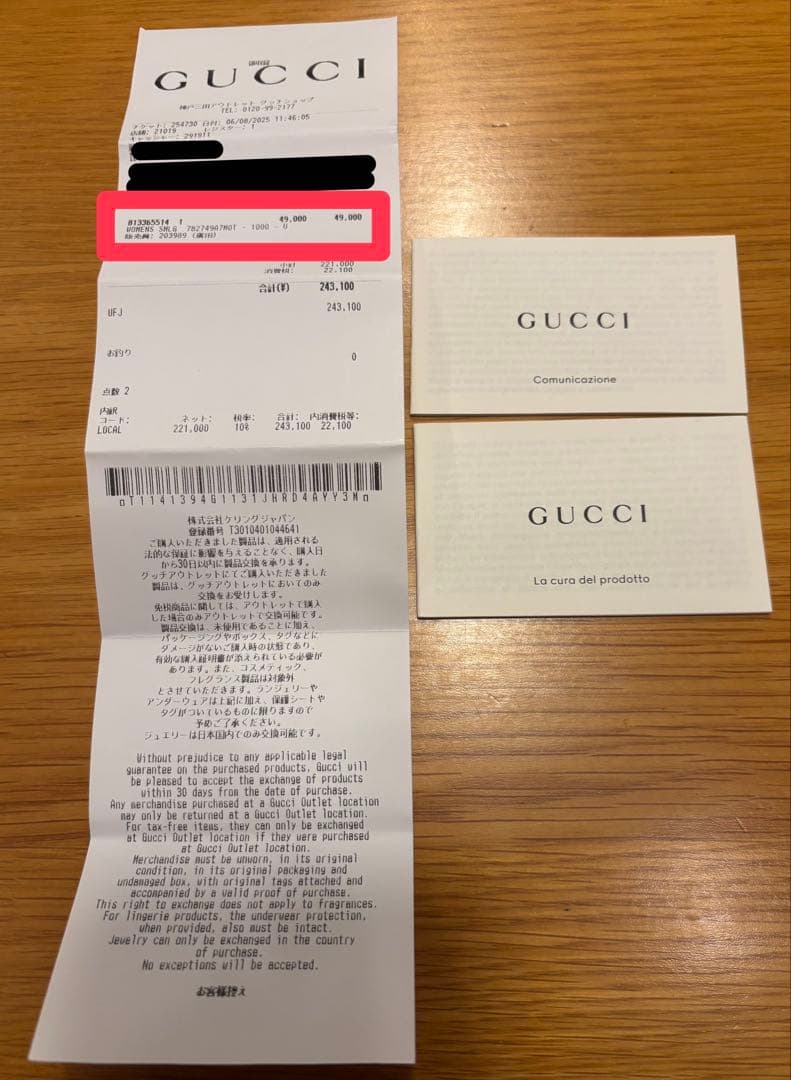 領収証
GUCCI
神戸三田アウトレット グッチショップ
TEL: 0120-99-2177
チケット: 254730 日付: 06/08/2025 11:46:05
店舗: 21019 レジスター: 1
キャッシャー: 291911
813365514 1 49,000 49,000
WOMENS SMLG 782749A7M0T - 1000 - U
販売員: 203989
小計 221,000
消費税: 22,100
合計(¥) 243,100
UFJ 243,100
お釣り 0
点数 2
内訳
コード: ネット: 税率: 合計: 内消費税等:
LOCAL 221,000 10% 243,100 22,100
T1141394G1131JHRD4AYY3M
株式会社ケリングジャパン
登録番号 T3010401044641
ご購入いただきました製品は、適用される
法的な保証に影響を与えることなく、購入日
から30日以内に製品交換を承ります。
グッチアウトレットにてご購入いただきました
製品は、グッチアウトレットにおいてのみ
交換をお受けします。
免税商品に関しては、アウトレットで購入
した場合のみアウトレットで交換可能です。
製品交換は、未使用であることに加え、
パッケージングやボックス、タグなどに
ダメージがないご購入時の状態であり、
有効な購入証明書が添えられている必要が
あります。また、コスメティック、
フレグランス製品は対象外
とさせていただきます。ランジェリーや
アンダーウェアは上記に加え、保護シートや
タグがついているものに限りますので
予めご了承ください。
ジュエリーは日本国内でのみ交換可能です。
Without prejudice to any applicable legal
guarantee on the purchased products, Gucci will
be pleased to accept the exchange of products
within 30 days from the date of purchase.
Any merchandise purchased at a Gucci Outlet location
may only be returned at a Gucci Outlet location.
For tax-free items, they can only be exchanged
at Gucci Outlet location if they were purchased
at Gucci Outlet location.
Merchandise must be unworn, in its original
condition, in its original packaging and
undamaged box, with original tags attached and
accompanied by a valid proof of purchase.
This right to exchange does not apply to fragrances.
For lingerie products, the underwear protection,
when provided, also must be intact.
Jewelry can only be exchanged in the country
of purchase.
No exceptions will be accepted.
お客様控え
GUCCI
Comunicazione
GUCCI
La cura del prodotto